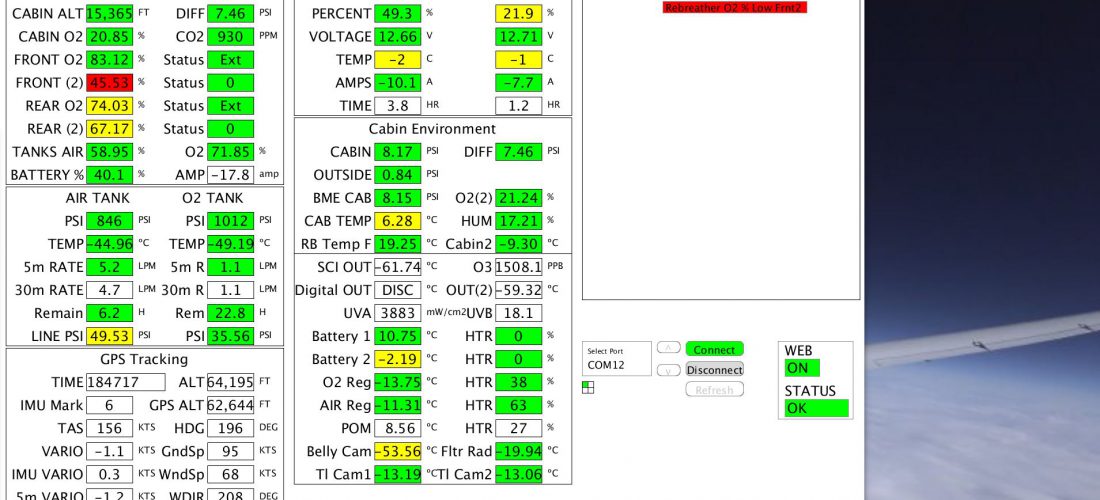 CABIN ALT 15,365 FT DIFF 7.46 PSI
CABIN O2 20.85 % CO2 930 PPM
FRONT O2 83.12 % Status Ext
FRONT (2) 45.53 % Status 0
REAR O2 74.03 % Status Ext
REAR (2) 67.17 % Status 0
TANKS AIR 58.95 % O2 71.85 %
BATTERY % 40.1 % AMP -17.8 amp
AIR TANK O2 TANK
PSI 846 PSI PSI 1012 PSI
TEMP -44.96 °C TEMP -49.19 °C
5m RATE 5.2 LPM 5m R 1.1 LPM
30m RATE 4.7 LPM 30m R 1.1 LPM
Remain 6.2 H Rem 22.8 H
LINE PSI 49.53 PSI PSI 35.56 PSI
GPS Tracking
TIME 184717 ALT 64,195 FT
IMU Mark 6 GPS ALT 62,644 FT
TAS 156 KTS HDG 196 DEG
VARIO -1.1 KTS GndSp 95 KTS
IMU VARIO 0.3 KTS WndSp 68 KTS
5m VARIO -1.2 KTS WDIR 208 DEG
PERCENT 49.3 % 21.9 %
VOLTAGE 12.66 V 12.71 V
TEMP -2 C -1 C
AMPS -10.1 A -7.7 A
TIME 3.8 HR 1.2 HR
Cabin Environment
CABIN 8.17 PSI DIFF 7.46 PSI
OUTSIDE 0.84 PSI
BME CAB 8.15 PSI O2(2) 21.24 %
CAB TEMP 6.28 °C HUM 17.21 %
RB Temp F 19.25 °C Cabin2 -9.30 °C
SCI OUT -61.74 °C O3 1508.1 PPB
Digital OUT DISC °C OUT(2) -59.32 °C
UVA 3883 mW/cm2 UVB 18.1
Battery 1 10.75 °C HTR 0 %
Battery 2 -2.19 °C HTR 0 %
O2 Reg -13.75 °C HTR 38 %
AIR Reg -11.31 °C HTR 63 %
POM 8.56 °C HTR 27 %
Belly Cam -53.56 °C Fltr Rad -19.94 °C
Tl Cam1 -13.19 °C Tl Cam2 -13.06 °C
Rebreather O2 % Low Frnt2
Select Port
COM12
Connect
Disconnect
Refresh
WEB
ON
STATUS
OK